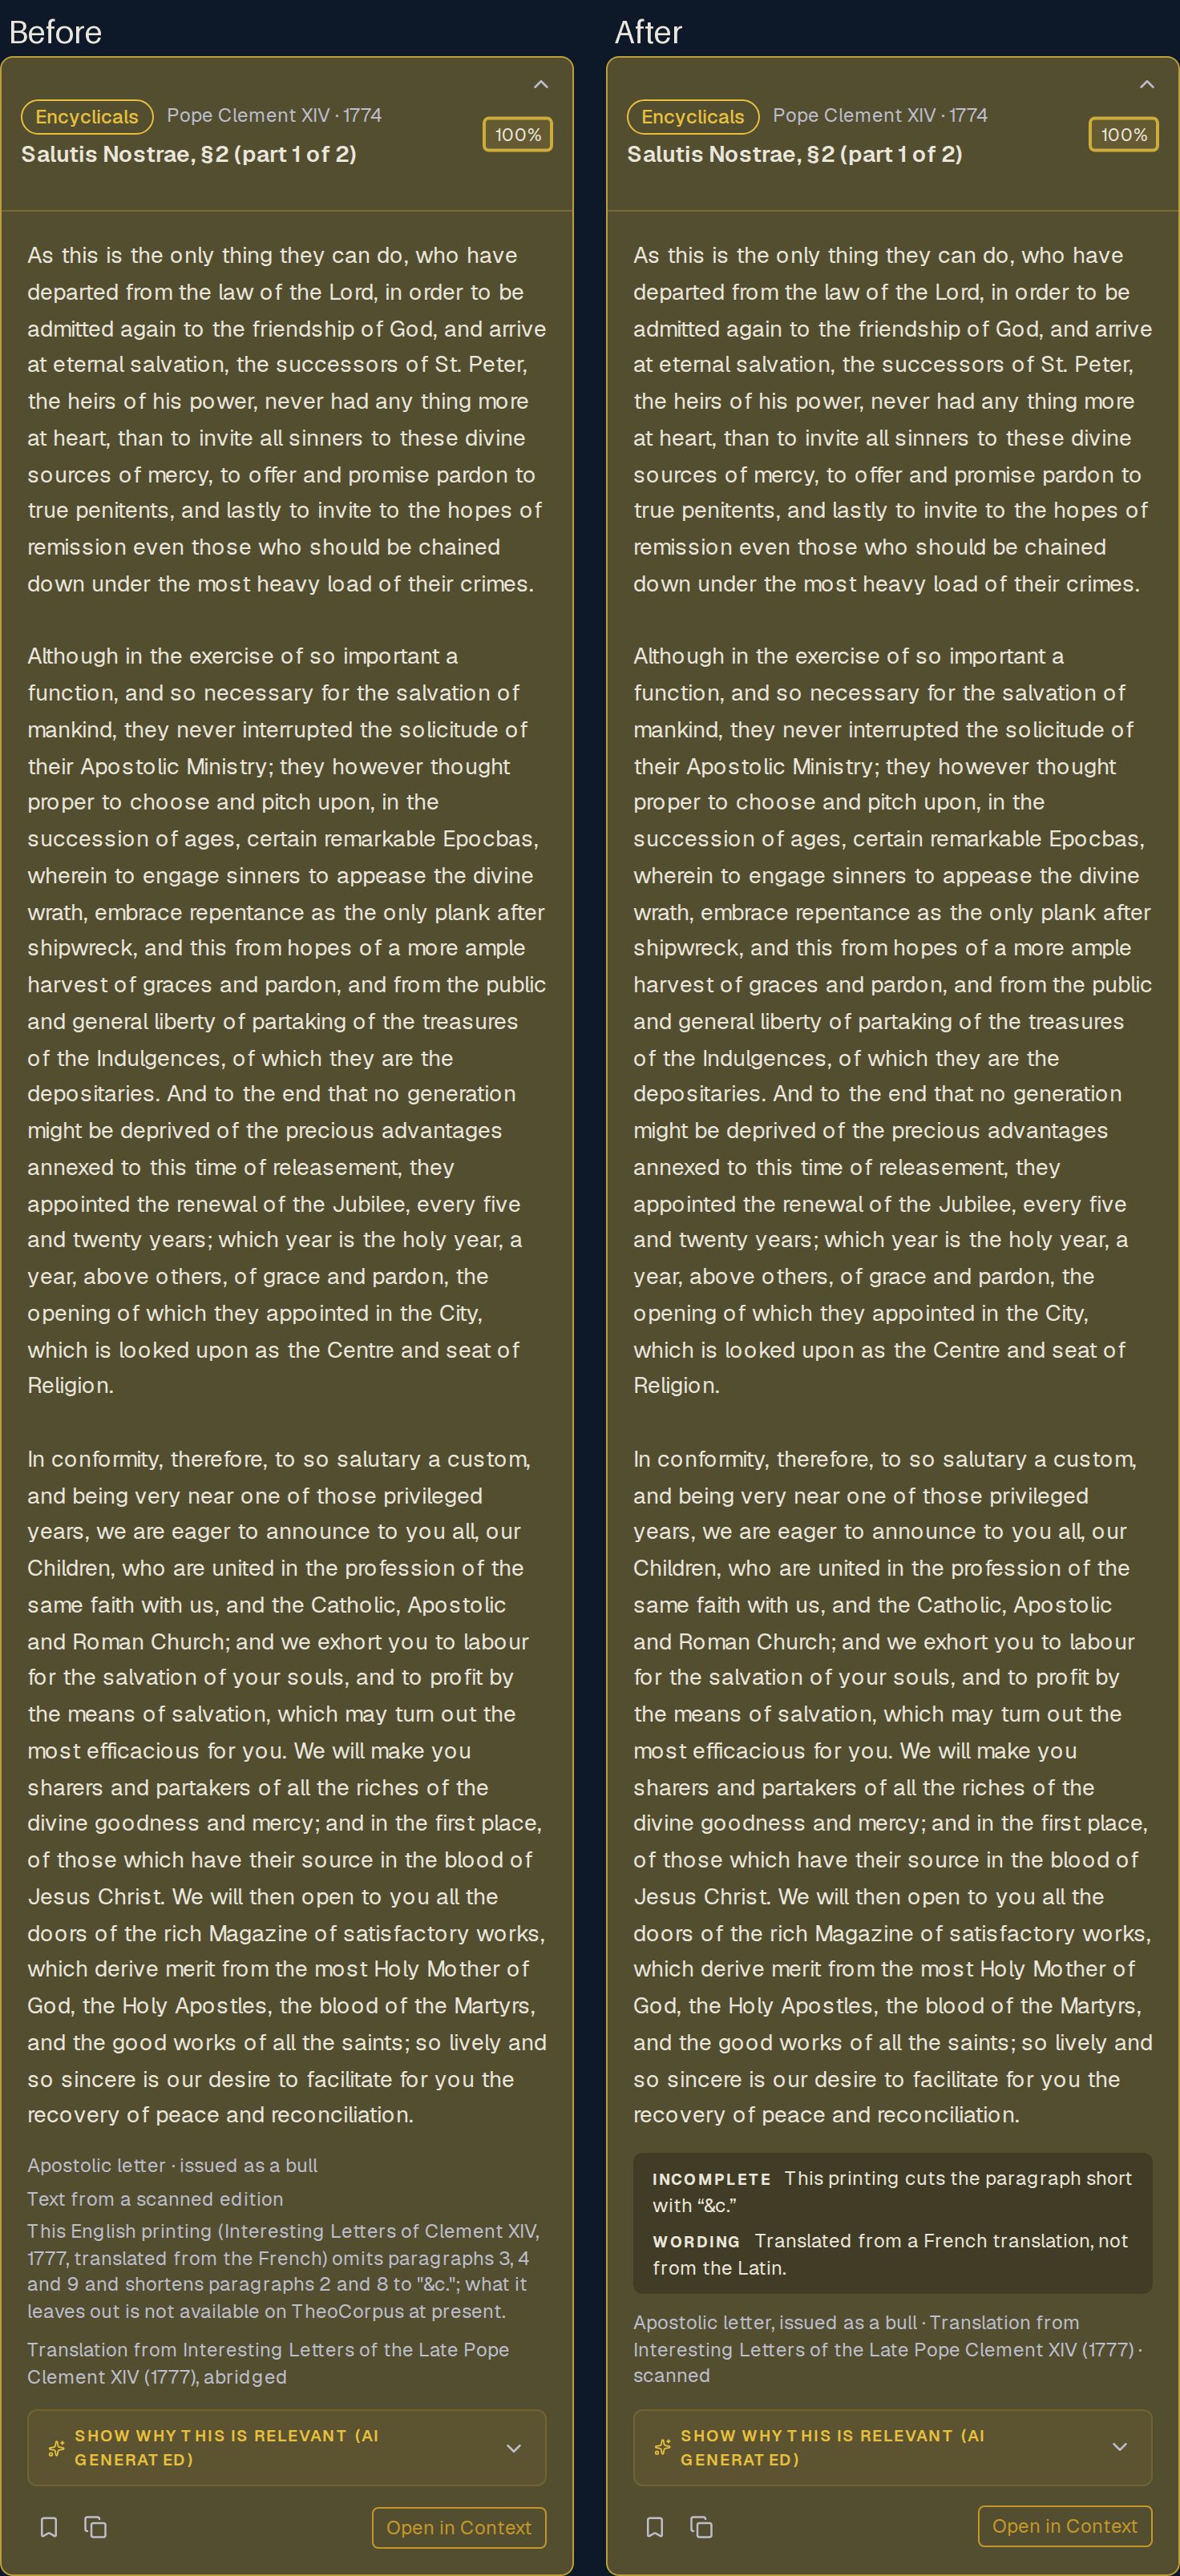 Before
Encyclicals Pope Clement XIV · 1774
100%
Salutis Nostrae, §2 (part 1 of 2)
As this is the only thing they can do, who have
departed from the law of the Lord, in order to be
admitted again to the friendship of God, and arrive
at eternal salvation, the successors of St. Peter,
the heirs of his power, never had any thing more
at heart, than to invite all sinners to these divine
sources of mercy, to offer and promise pardon to
true penitents, and lastly to invite to the hopes of
remission even those who should be chained
down under the most heavy load of their crimes.
Although in the exercise of so important a
function, and so necessary for the salvation of
mankind, they never interrupted the solicitude of
their Apostolic Ministry; they however thought
proper to choose and pitch upon, in the
succession of ages, certain remarkable Epocbas,
wherein to engage sinners to appease the divine
wrath, embrace repentance as the only plank after
shipwreck, and this from hopes of a more ample
harvest of graces and pardon, and from the public
and general liberty of partaking of the treasures
of the Indulgences, of which they are the
depositaries. And to the end that no generation
might be deprived of the precious advantages
annexed to this time of releasement, they
appointed the renewal of the Jubilee, every five
and twenty years; which year is the holy year, a
year, above others, of grace and pardon, the
opening of which they appointed in the City,
which is looked upon as the Centre and seat of
Religion.
In conformity, therefore, to so salutary a custom,
and being very near one of those privileged
years, we are eager to announce to you all, our
Children, who are united in the profession of the
same faith with us, and the Catholic, Apostolic
and Roman Church; and we exhort you to labour
for the salvation of your souls, and to profit by
the means of salvation, which may turn out the
most efficacious for you. We will make you
sharers and partakers of all the riches of the
divine goodness and mercy; and in the first place,
of those which have their source in the blood of
Jesus Christ. We will then open to you all the
doors of the rich Magazine of satisfactory works,
which derive merit from the most Holy Mother of
God, the Holy Apostles, the blood of the Martyrs,
and the good works of all the saints; so lively and
so sincere is our desire to facilitate for you the
recovery of peace and reconciliation.
Apostolic letter · issued as a bull
Text from a scanned edition
This English printing (Interesting Letters of Clement XIV,
1777, translated from the French) omits paragraphs 3, 4
and 9 and shortens paragraphs 2 and 8 to "&c."; what it
leaves out is not available on TheoCorpus at present.
Translation from Interesting Letters of the Late Pope
Clement XIV (1777), abridged
SHOW WHY THIS IS RELEVANT (AI
GENERATED)
Open in Context
After
Encyclicals Pope Clement XIV · 1774
100%
Salutis Nostrae, §2 (part 1 of 2)
As this is the only thing they can do, who have
departed from the law of the Lord, in order to be
admitted again to the friendship of God, and arrive
at eternal salvation, the successors of St. Peter,
the heirs of his power, never had any thing more
at heart, than to invite all sinners to these divine
sources of mercy, to offer and promise pardon to
true penitents, and lastly to invite to the hopes of
remission even those who should be chained
down under the most heavy load of their crimes.
Although in the exercise of so important a
function, and so necessary for the salvation of
mankind, they never interrupted the solicitude of
their Apostolic Ministry; they however thought
proper to choose and pitch upon, in the
succession of ages, certain remarkable Epocbas,
wherein to engage sinners to appease the divine
wrath, embrace repentance as the only plank after
shipwreck, and this from hopes of a more ample
harvest of graces and pardon, and from the public
and general liberty of partaking of the treasures
of the Indulgences, of which they are the
depositaries. And to the end that no generation
might be deprived of the precious advantages
annexed to this time of releasement, they
appointed the renewal of the Jubilee, every five
and twenty years; which year is the holy year, a
year, above others, of grace and pardon, the
opening of which they appointed in the City,
which is looked upon as the Centre and seat of
Religion.
In conformity, therefore, to so salutary a custom,
and being very near one of those privileged
years, we are eager to announce to you all, our
Children, who are united in the profession of the
same faith with us, and the Catholic, Apostolic
and Roman Church; and we exhort you to labour
for the salvation of your souls, and to profit by
the means of salvation, which may turn out the
most efficacious for you. We will make you
sharers and partakers of all the riches of the
divine goodness and mercy; and in the first place,
of those which have their source in the blood of
Jesus Christ. We will then open to you all the
doors of the rich Magazine of satisfactory works,
which derive merit from the most Holy Mother of
God, the Holy Apostles, the blood of the Martyrs,
and the good works of all the saints; so lively and
so sincere is our desire to facilitate for you the
recovery of peace and reconciliation.
INCOMPLETE This printing cuts the paragraph short
with “&c.”
WORDING Translated from a French translation, not
from the Latin.
Apostolic letter, issued as a bull · Translation from
Interesting Letters of the Late Pope Clement XIV (1777) ·
scanned
SHOW WHY THIS IS RELEVANT (AI
GENERATED)
Open in Context